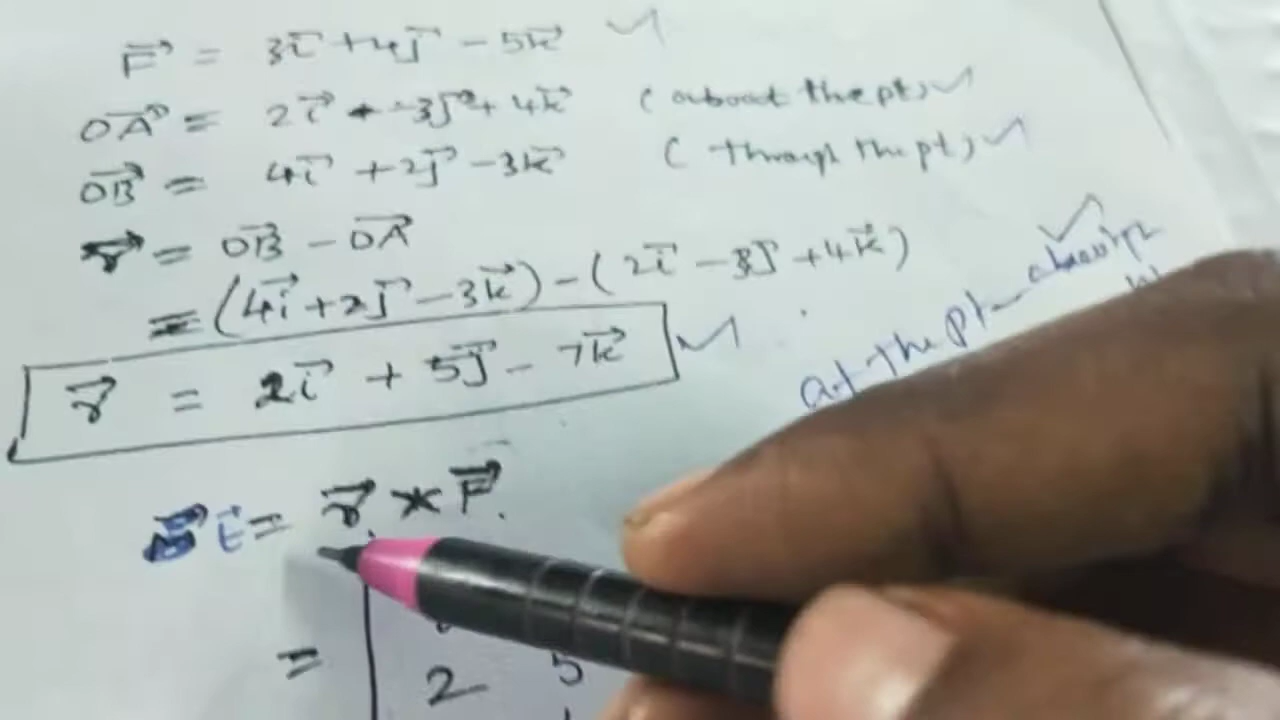 F⃗ = 3i⃗ + 4j⃗ - 5k⃗ ✓
OA⃗ = 2i⃗ - 3j⃗ + 4k⃗ (about the pt) ✓
OB⃗ = 4i⃗ + 2j⃗ - 3k⃗ (through the pt) ✓
r⃗ = OB⃗ - OA⃗
= (4i⃗ + 2j⃗ - 3k⃗) - (2i⃗ - 3j⃗ + 4k⃗)
r⃗ = 2i⃗ + 5j⃗ - 7k⃗ ✓
at the pt
t⃗ = r⃗ × F⃗
=
2 5